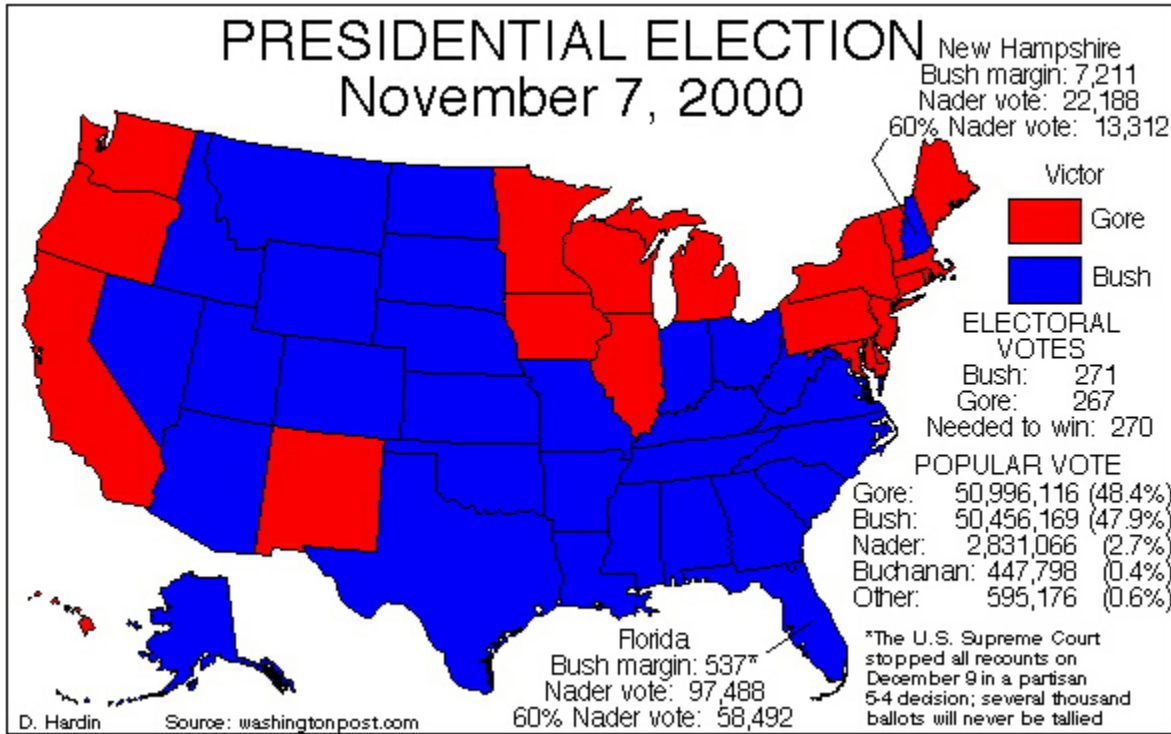 PRESIDENTIAL ELECTION
November 7, 2000
New Hampshire
Bush margin: 7,211
Nader vote: 22,188
60% Nader vote: 13,312
Victor
Gore
Bush
ELECTORAL
VOTES
Bush: 271
Gore: 267
Needed to win: 270
POPULAR VOTE
Gore: 50,996,116 (48.4%)
Bush: 50,456,169 (47.9%)
Nader: 2,831,066 (2.7%)
Buchanan: 447,798 (0.4%)
Other: 595,176 (0.6%)
Florida
Bush margin: 537*
Nader vote: 97,488
60% Nader vote: 58,492
*The U.S. Supreme Court
stopped all recounts on
December 9 in a partisan
5-4 decision; several thousand
ballots will never be tallied
D. Hardin Source: washingtonpost.com